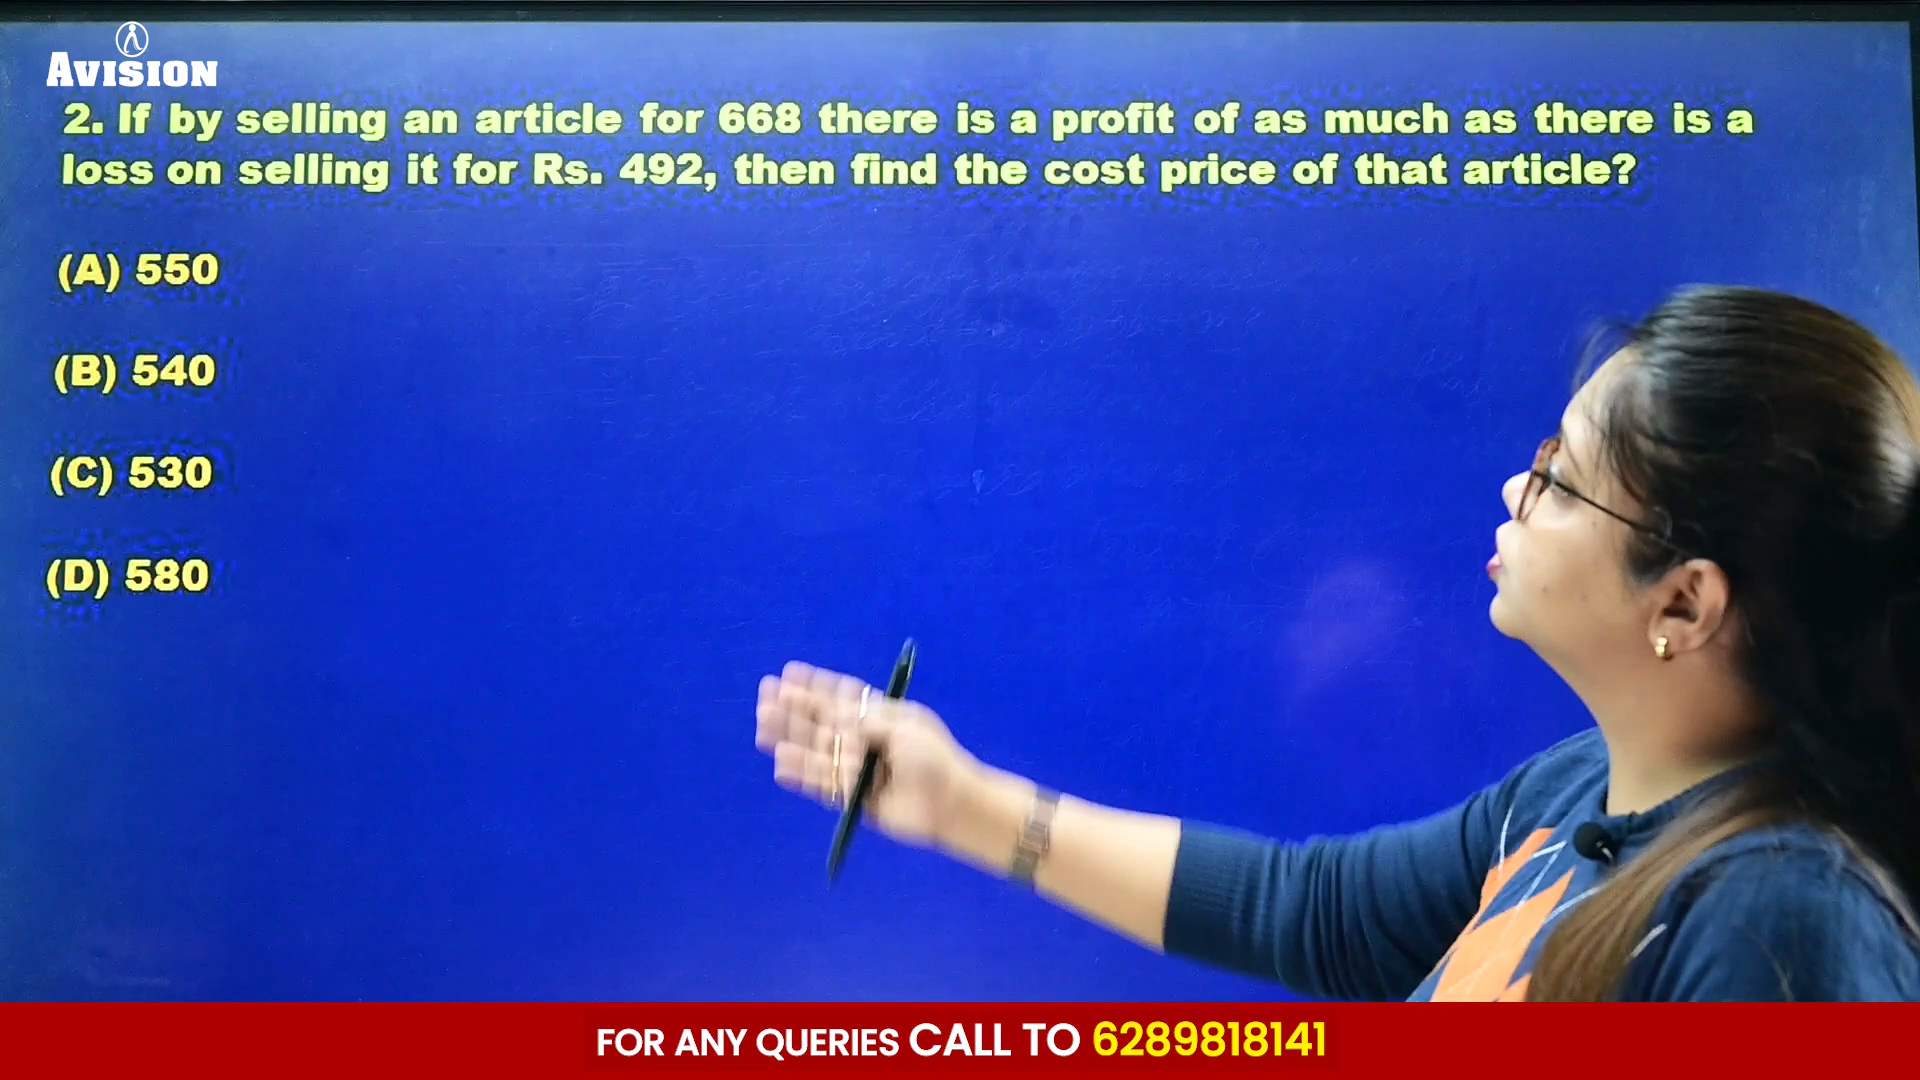 AVISION
2. If by selling an article for 668 there is a profit of as much as there is a
loss on selling it for Rs. 492, then find the cost price of that article?
(A) 550
(B) 540
(C) 530
(D) 580
FOR ANY QUERIES CALL TO 6289818141